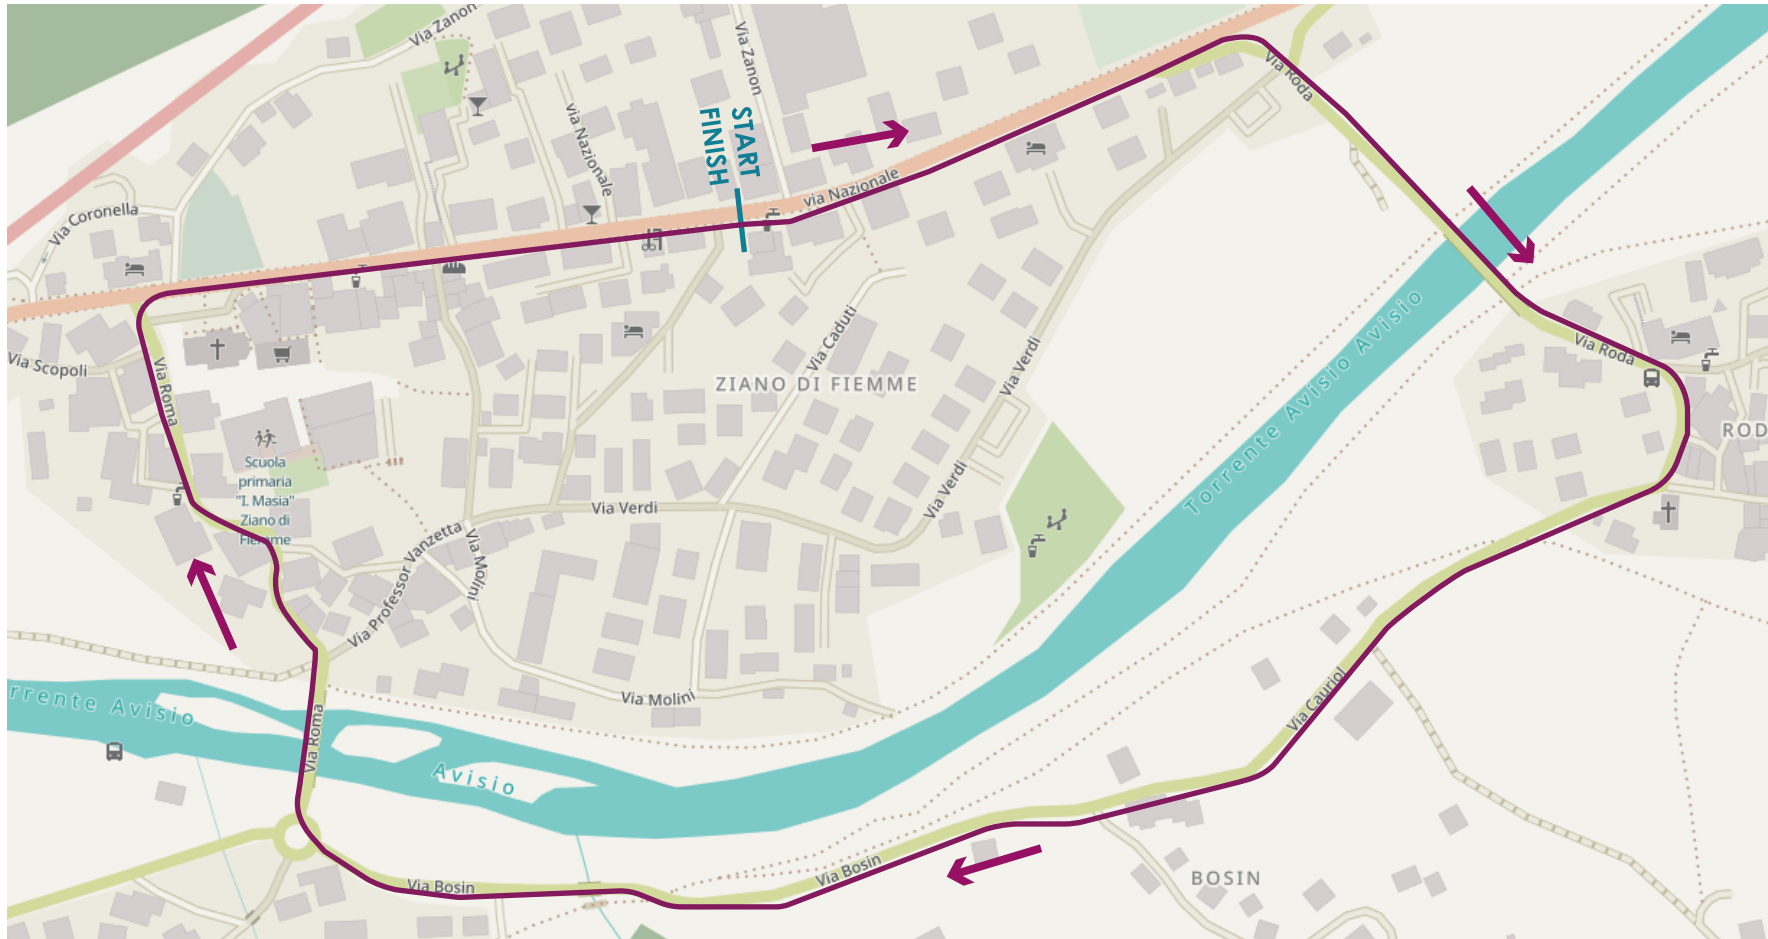 Via Zanon
Via Zanon
via Nazionale
START
FINISH
via Nazionale
Via Roda
Via Coronella
Via Scopoli
Via Roma
Via Caduti
ZIANO DI FIEMME
Via Verdi
Torrente Avisio Avisio
Via Roda
ROD
Scuola
primaria
"I. Masia"
Ziano di
Fiemme
Via Verdi
Via Verdi
Via Professor Vanzetta
Via Molini
Via Molini
rrente Avisio
Via Roma
Avisio
Via Cauriol
Via Bosin
Via Bosin
BOSIN